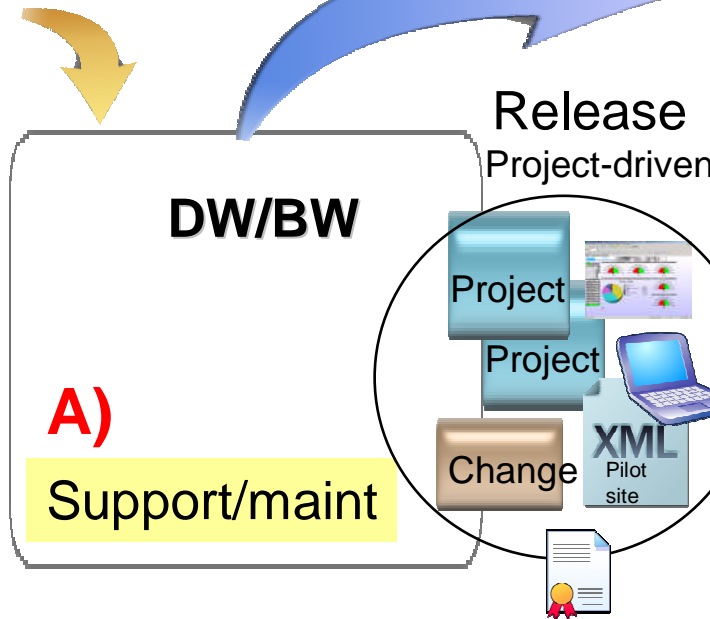 Release
Project-driven
DW/BW
Project
Project
A)
XML
Change
Pilot
site
Support/maint